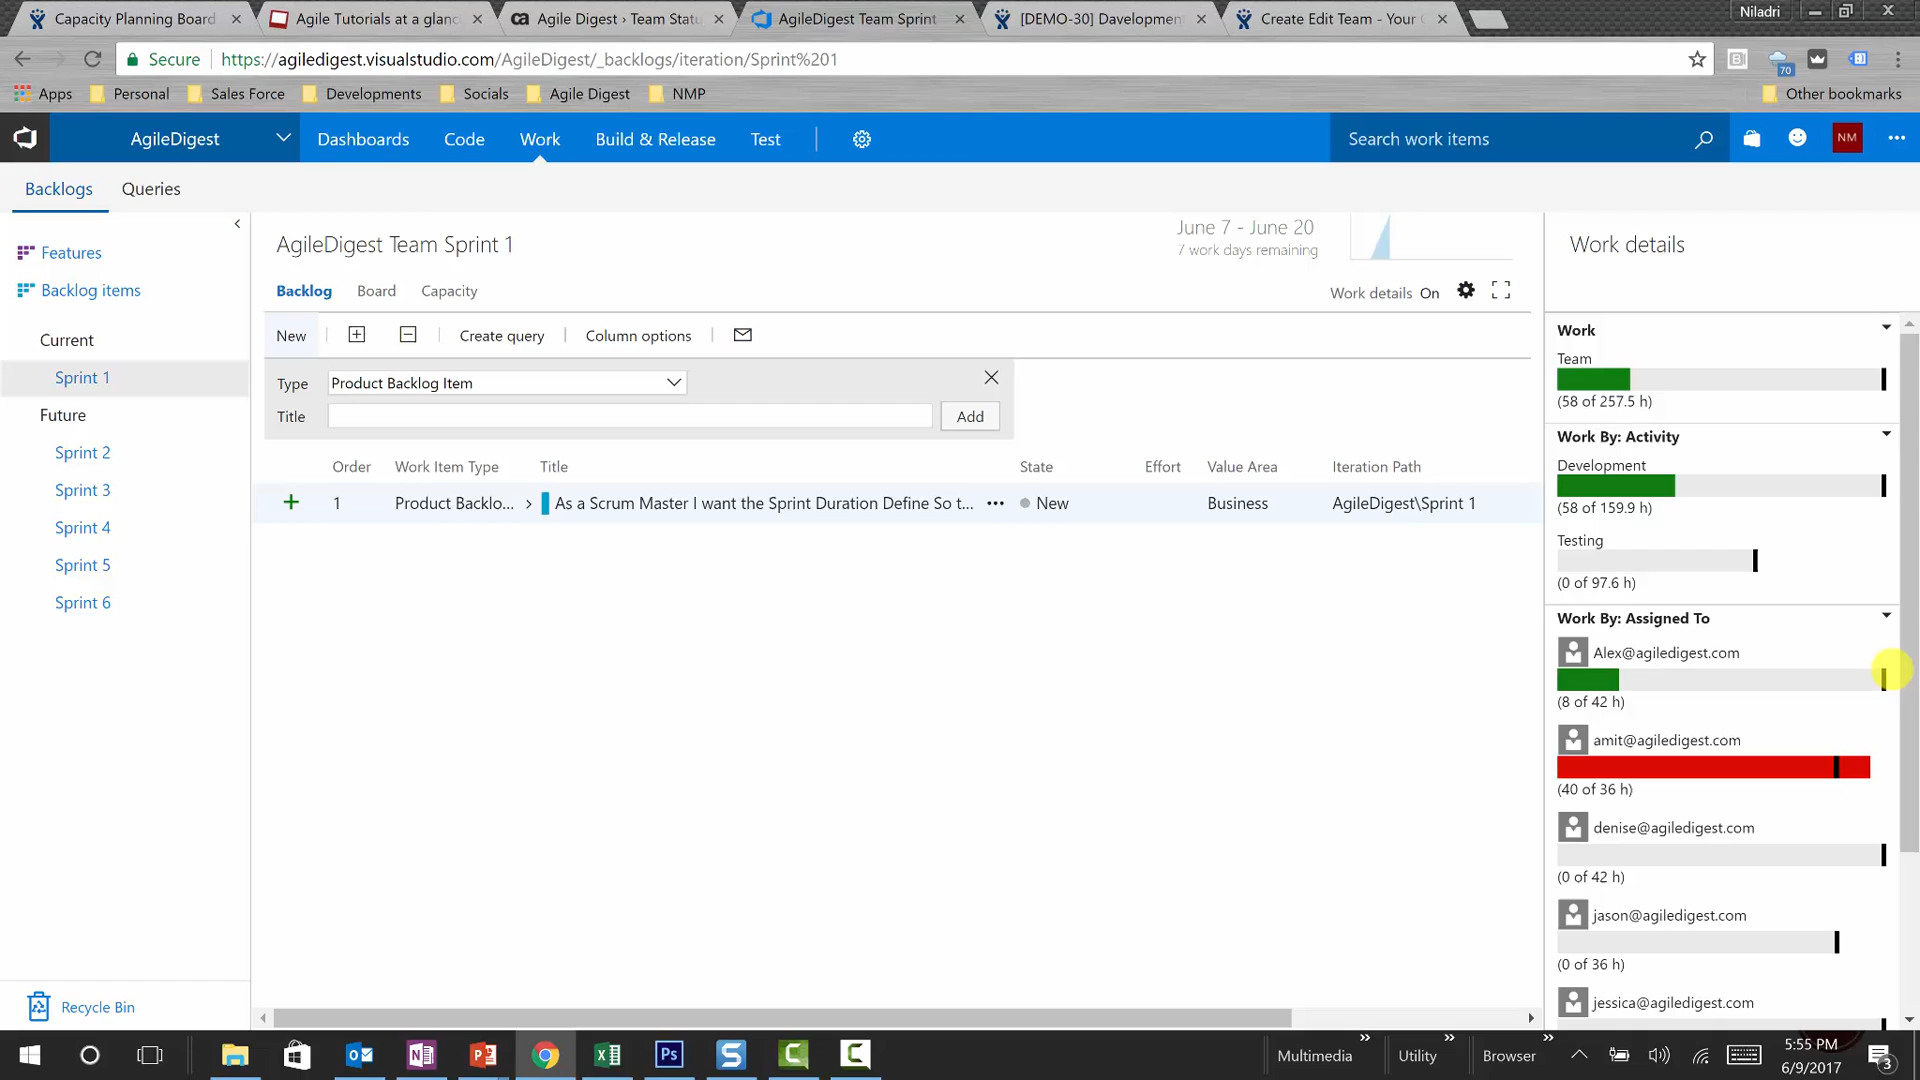 Capacity Planning Board
Agile Tutorials at a glanc
Agile Digest › Team Statu
AgileDigest Team Sprint
[DEMO-30] Davelopmen
Create Edit Team - Your
Niladri
Secure
https://agiledigest.visualstudio.com/AgileDigest/_backlogs/iteration/Sprint%201
70
Apps
Personal
Sales Force
Developments
Socials
Agile Digest
NMP
Other bookmarks
AgileDigest
Dashboards
Code
Work
Build & Release
Test
Search work items
NM
Backlogs
Queries
Features
Backlog items
Current
Sprint 1
Future
Sprint 2
Sprint 3
Sprint 4
Sprint 5
Sprint 6
Recycle Bin
AgileDigest Team Sprint 1
June 7 - June 20
7 work days remaining
Backlog
Board
Capacity
Work details On
New
Create query
Column options
Type
Product Backlog Item
Title
Add
Order
Work Item Type
Title
State
Effort
Value Area
Iteration Path
1
Product Backlo...
As a Scrum Master I want the Sprint Duration Define So t...
New
Business
AgileDigest\Sprint 1
Work details
Work
Team
(58 of 257.5 h)
Work By: Activity
Development
(58 of 159.9 h)
Testing
(0 of 97.6 h)
Work By: Assigned To
Alex@agiledigest.com
(8 of 42 h)
amit@agiledigest.com
(40 of 36 h)
denise@agiledigest.com
(0 of 42 h)
jason@agiledigest.com
(0 of 36 h)
jessica@agiledigest.com
Multimedia
Utility
Browser
5:55 PM
6/9/2017
3